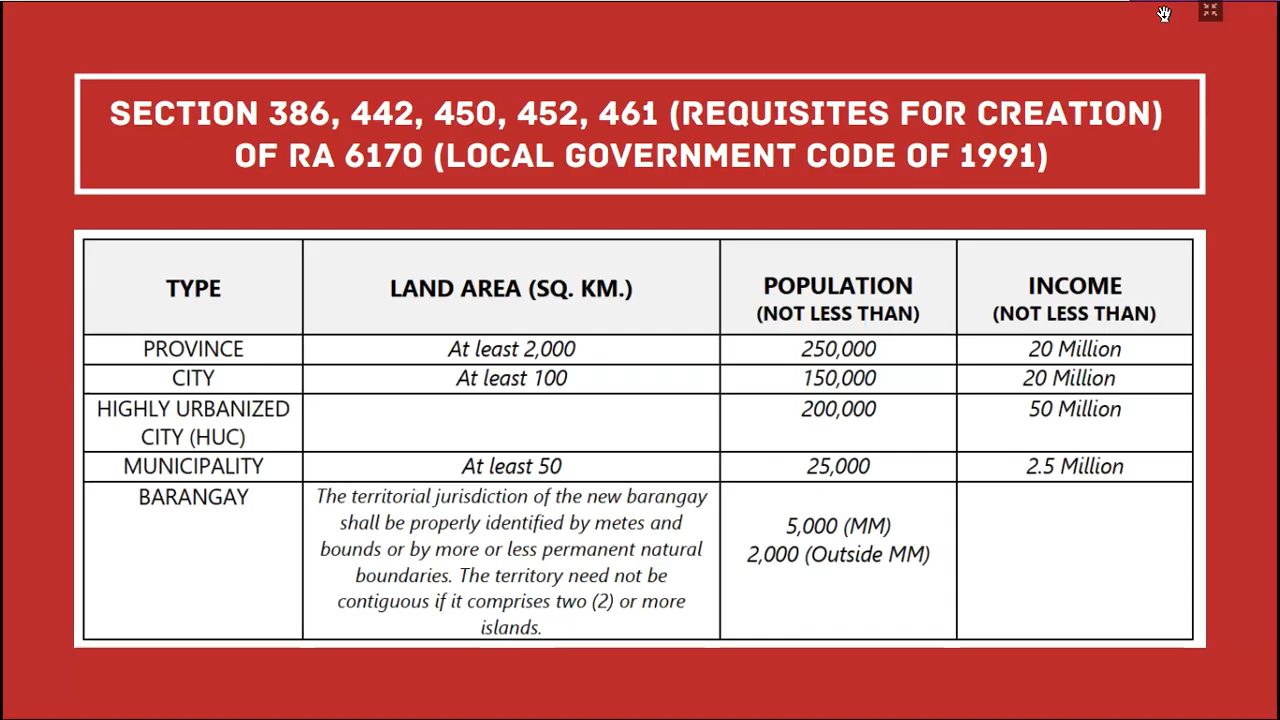 SECTION 386, 442, 450, 452, 461 (REQUISITES FOR CREATION)
OF RA 6170 (LOCAL GOVERNMENT CODE OF 1991)
TYPE
LAND AREA (SQ. KM.)
POPULATION
(NOT LESS THAN)
INCOME
(NOT LESS THAN)
PROVINCE
At least 2,000
250,000
20 Million
CITY
At least 100
150,000
20 Million
HIGHLY URBANIZED
CITY (HUC)
200,000
50 Million
MUNICIPALITY
At least 50
25,000
2.5 Million
BARANGAY
The territorial jurisdiction of the new barangay
shall be properly identified by metes and
bounds or by more or less permanent natural
boundaries. The territory need not be
contiguous if it comprises two (2) or more
islands.
5,000 (MM)
2,000 (Outside MM)